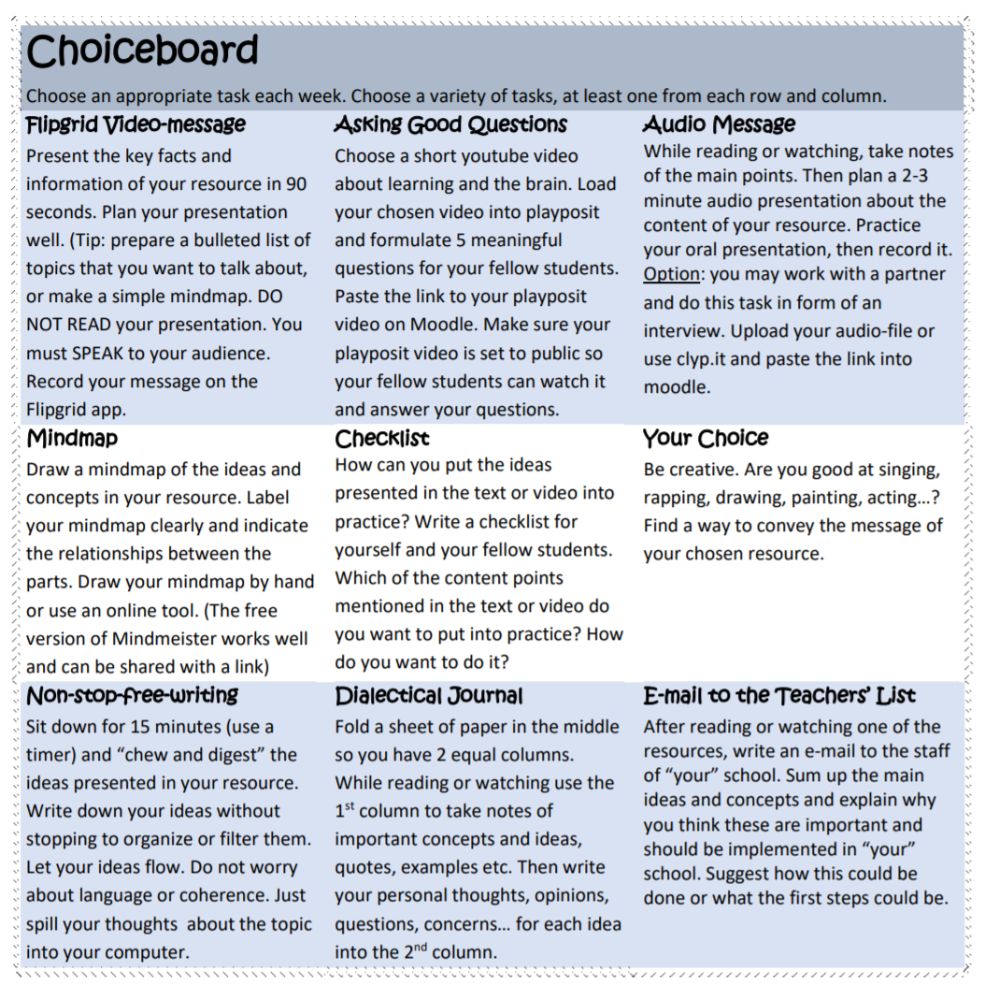 Choiceboard
Choose an appropriate task each week. Choose a variety of tasks, at least one from each row and column.
Flipgrid Video-message
Present the key facts and
information of your resource in 90
seconds. Plan your presentation
well. (Tip: prepare a bulleted list of
topics that you want to talk about,
or make a simple mindmap. DO
NOT READ your presentation. You
must SPEAK to your audience.
Record your message on the
Flipgrid app.
Asking Good Questions
Choose a short youtube video
about learning and the brain. Load
your chosen video into playposit
and formulate 5 meaningful
questions for your fellow students.
Paste the link to your playposit
video on Moodle. Make sure your
playposit video is set to public so
your fellow students can watch it
and answer your questions.
Audio Message
While reading or watching, take notes
of the main points. Then plan a 2-3
minute audio presentation about the
content of your resource. Practice
your oral presentation, then record it.
Option: you may work with a partner
and do this task in form of an
interview. Upload your audio-file or
use clyp.it and paste the link into
moodle.
Mindmap
Draw a mindmap of the ideas and
concepts in your resource. Label
your mindmap clearly and indicate
the relationships between the
parts. Draw your mindmap by hand
or use an online tool. (The free
version of Mindmeister works well
and can be shared with a link)
Checklist
How can you put the ideas
presented in the text or video into
practice? Write a checklist for
yourself and your fellow students.
Which of the content points
mentioned in the text or video do
you want to put into practice? How
do you want to do it?
Your Choice
Be creative. Are you good at singing,
rapping, drawing, painting, acting...?
Find a way to convey the message of
your chosen resource.
Non-stop-free-writing
Sit down for 15 minutes (use a
timer) and “chew and digest” the
ideas presented in your resource.
Write down your ideas without
stopping to organize or filter them.
Let your ideas flow. Do not worry
about language or coherence. Just
spill your thoughts about the topic
into your computer.
Dialectical Journal
Fold a sheet of paper in the middle
so you have 2 equal columns.
While reading or watching use the
1st column to take notes of
important concepts and ideas,
quotes, examples etc. Then write
your personal thoughts, opinions,
questions, concerns... for each idea
into the 2nd column.
E-mail to the Teachers’ List
After reading or watching one of the
resources, write an e-mail to the staff
of “your” school. Sum up the main
ideas and concepts and explain why
you think these are important and
should be implemented in “your”
school. Suggest how this could be
done or what the first steps could be.